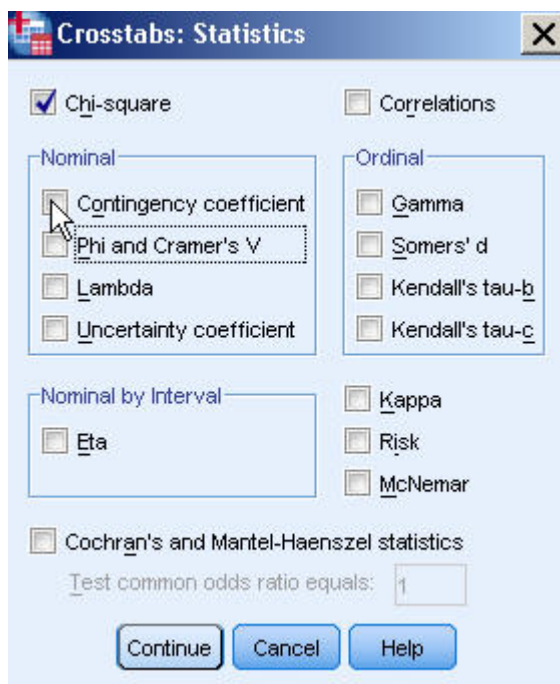 Crosstabs: Statistics
Chi-square
Correlations
Nominal
Contingency coefficient
Phi and Cramer's V
Lambda
Uncertainty coefficient
Ordinal
Gamma
Somers' d
Kendall's tau-b
Kendall's tau-c
Nominal by Interval
Eta
Kappa
Risk
McNemar
Cochran's and Mantel-Haenszel statistics
Test common odds ratio equals: 1
Continue Cancel Help